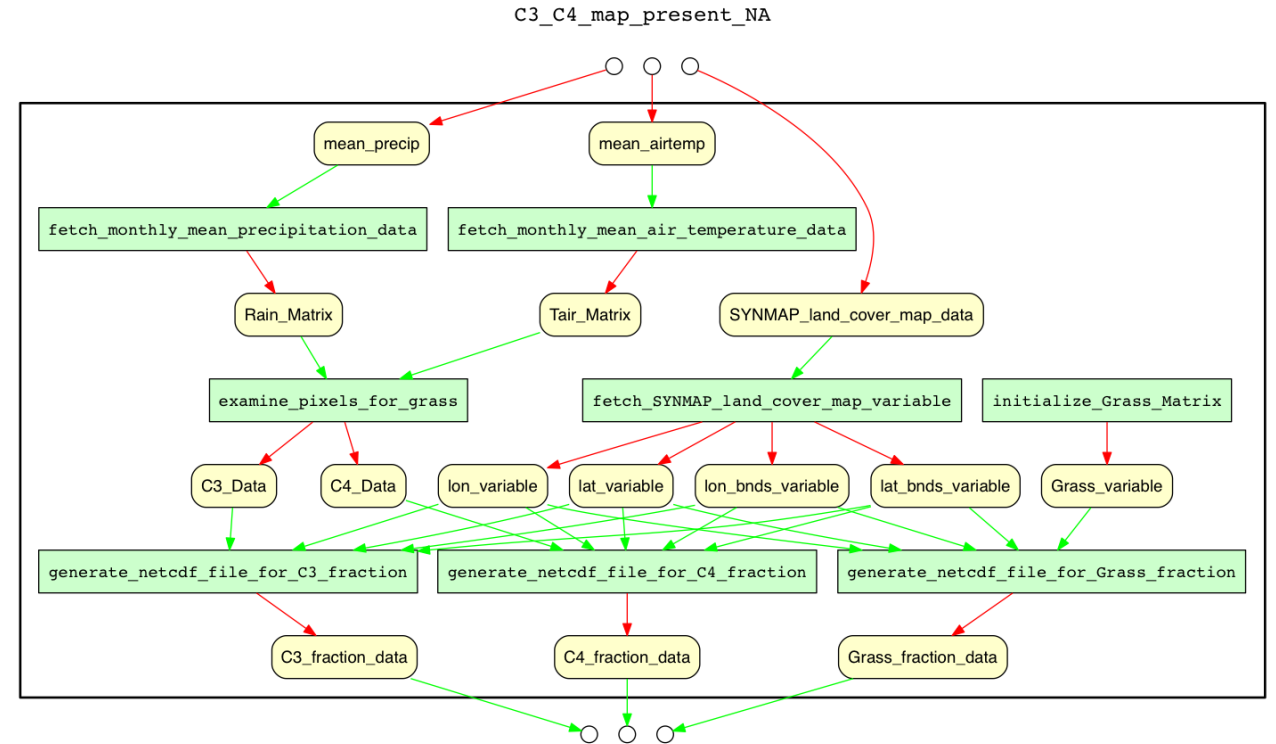 C3_C4_map_present_NA
mean_precip
mean_airtemp
fetch_monthly_mean_precipitation_data
fetch_monthly_mean_air_temperature_data
Rain_Matrix
Tair_Matrix
SYNMAP_land_cover_map_data
examine_pixels_for_grass
fetch_SYNMAP_land_cover_map_variable
initialize_Grass_Matrix
C3_Data
C4_Data
lon_variable
lat_variable
lon_bnds_variable
lat_bnds_variable
Grass_variable
generate_netcdf_file_for_C3_fraction
generate_netcdf_file_for_C4_fraction
generate_netcdf_file_for_Grass_fraction
C3_fraction_data
C4_fraction_data
Grass_fraction_data